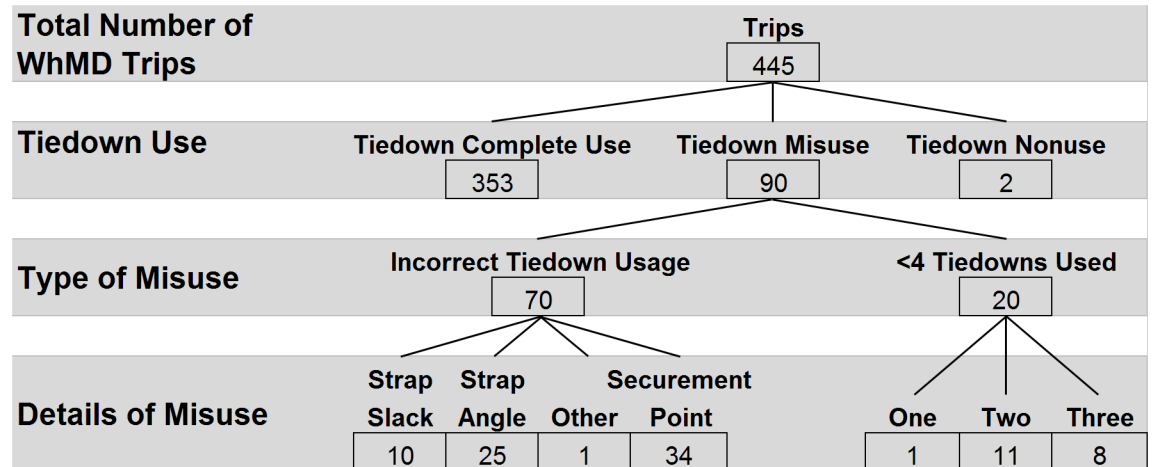 Total Number of
WhMD Trips
Trips
445
Tiedown Use
Tiedown Complete Use Tiedown Misuse Tiedown Nonuse
353 90 2
Type of Misuse
Incorrect Tiedown Usage <4 Tiedowns Used
70 20
Details of Misuse
Strap Strap Securement
Slack Angle Other Point One Two Three
10 25 1 34 1 11 8